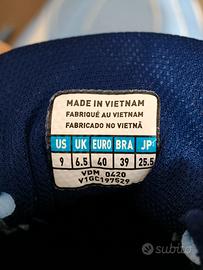 MADE IN VIETNAM
FABRIQUÉ AU VIETNAM
FABRICADO NO VIETNÃ
US UK EURO BRA JP
9 6.5 40 39 25.5
VDM 0420
V1GC197529
subito